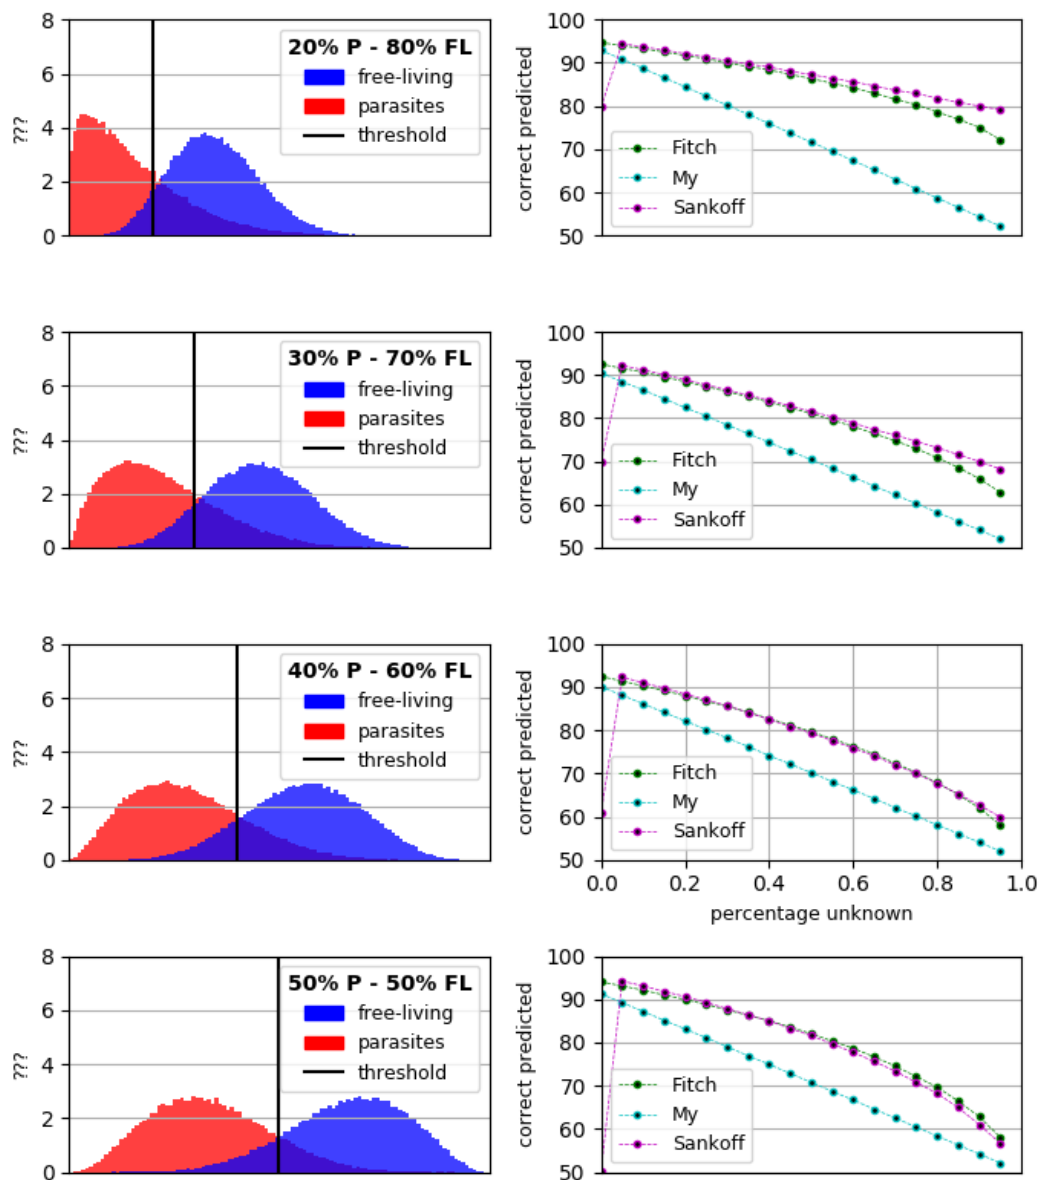 8
6
4
2
0
???
20% P - 80% FL
free-living
parasites
threshold
100
90
80
70
60
50
correct predicted
Fitch
My
Sankoff
8
6
4
2
0
???
30% P - 70% FL
free-living
parasites
threshold
100
90
80
70
60
50
correct predicted
Fitch
My
Sankoff
8
6
4
2
0
???
40% P - 60% FL
free-living
parasites
threshold
100
90
80
70
60
50
correct predicted
Fitch
My
Sankoff
0.0 0.2 0.4 0.6 0.8 1.0
percentage unknown
8
6
4
2
0
???
50% P - 50% FL
free-living
parasites
threshold
100
90
80
70
60
50
correct predicted
Fitch
My
Sankoff